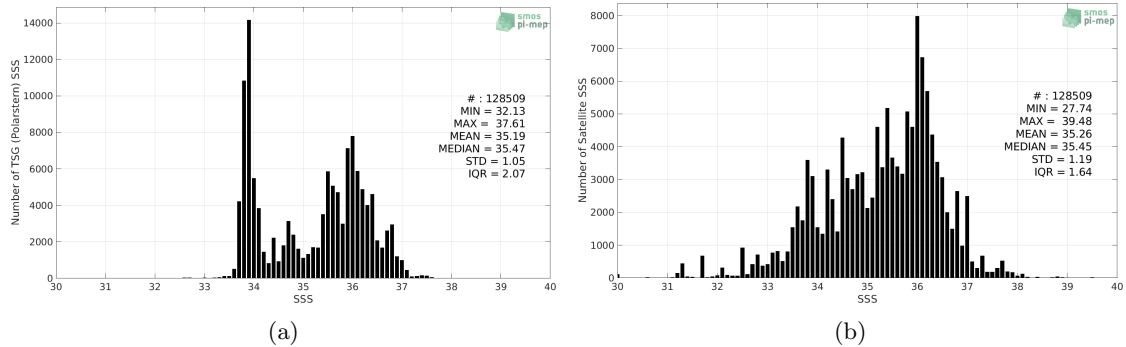 14000
12000
10000
8000
6000
4000
2000
0
30 31 32 33 34 35 36 37 38 39 40
SSS
Number of TSG (Polarstern) SSS
smos
pi-mep
# : 128509
MIN = 32.13
MAX = 37.61
MEAN = 35.19
MEDIAN = 35.47
STD = 1.05
IQR = 2.07
(a)
8000
7000
6000
5000
4000
3000
2000
1000
0
30 31 32 33 34 35 36 37 38 39 40
SSS
Number of Satellite SSS
smos
pi-mep
# : 128509
MIN = 27.74
MAX = 39.48
MEAN = 35.26
MEDIAN = 35.45
STD = 1.19
IQR = 1.64
(b)